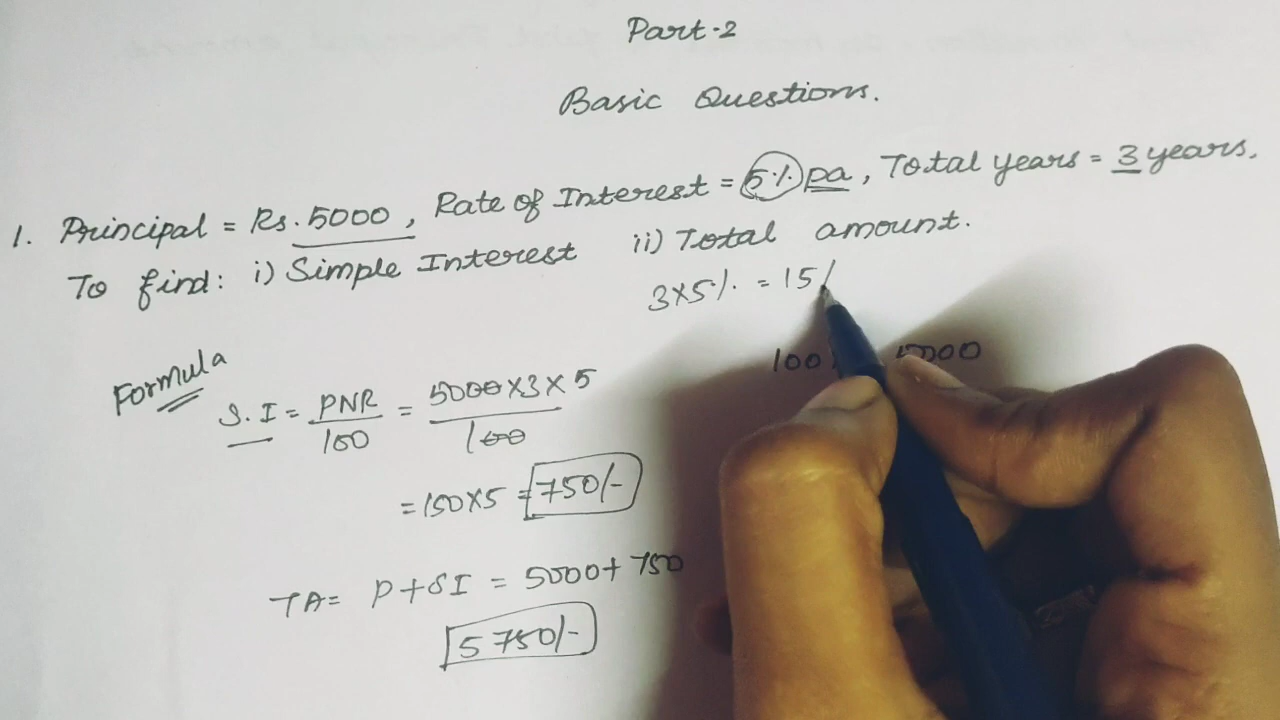 Part-2
Basic Questions.
1. Principal = Rs. 5000, Rate of Interest = 5% pa, Total years = 3 years.
To find: i) Simple Interest ii) Total amount.
3×5% = 15/
100 5000
Formula
S.I = PNR/100 = 5000×3×5/100
= 150×5 = 750/-
TA = P+SI = 5000+750
5750/-